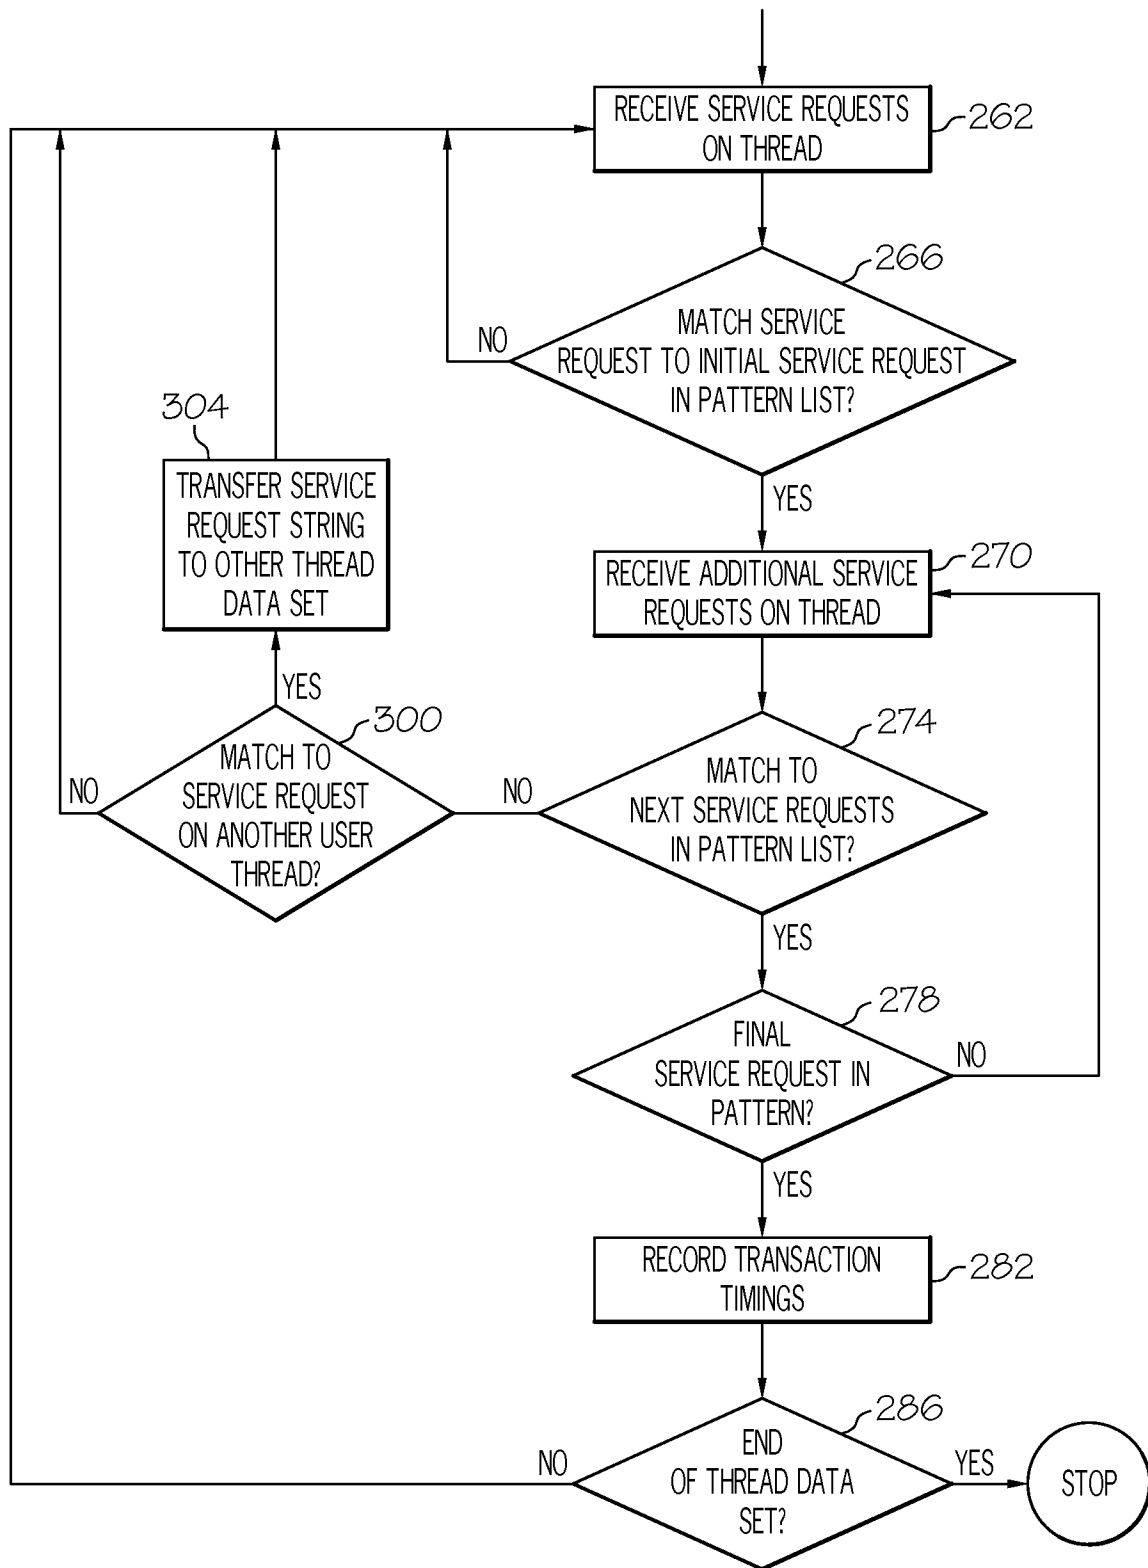 RECEIVE SERVICE REQUESTS
ON THREAD
262
266
MATCH SERVICE
REQUEST TO INITIAL SERVICE REQUEST
IN PATTERN LIST?
NO
YES
304
TRANSFER SERVICE
REQUEST STRING
TO OTHER THREAD
DATA SET
270
RECEIVE ADDITIONAL SERVICE
REQUESTS ON THREAD
YES
300
MATCH TO
SERVICE REQUEST
ON ANOTHER USER
THREAD?
NO
274
MATCH TO
NEXT SERVICE REQUESTS
IN PATTERN LIST?
NO
YES
278
FINAL
SERVICE REQUEST IN
PATTERN?
NO
YES
RECORD TRANSACTION
TIMINGS
282
286
END
OF THREAD DATA
SET?
NO
YES
STOP